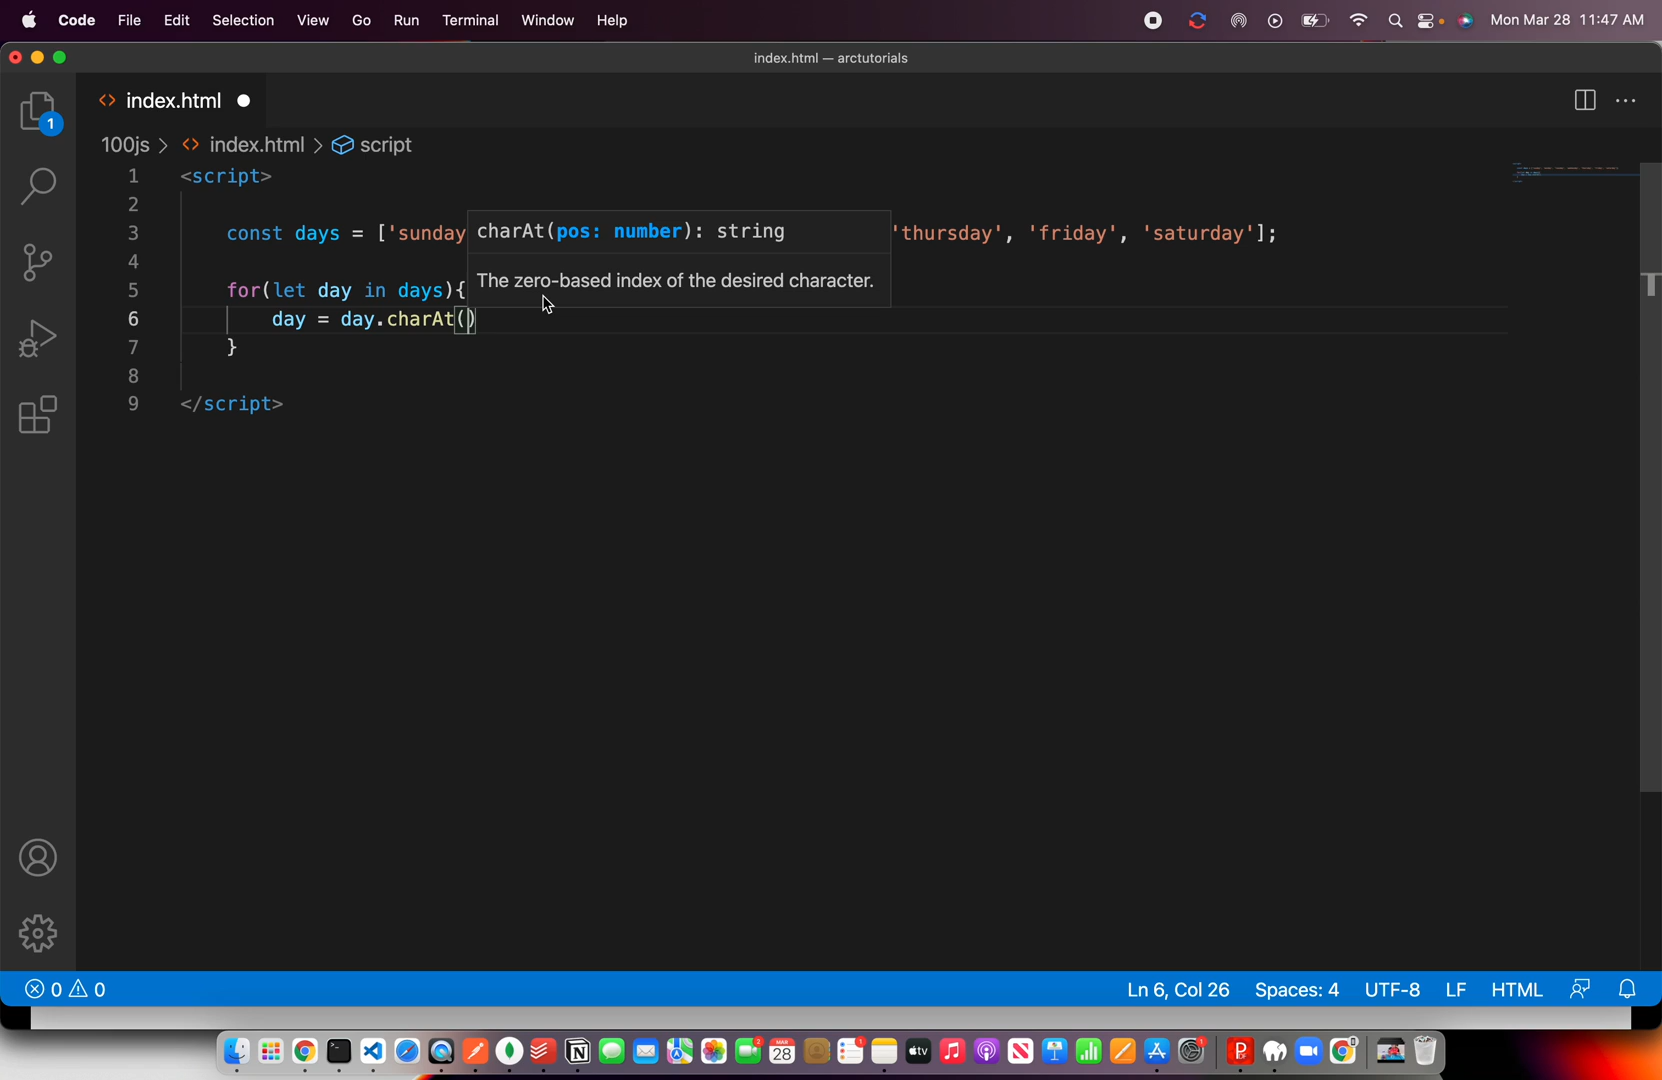 Code File Edit Selection View Go Run Terminal Window Help Mon Mar 28 11:47 AM
index.html — arctutorials
<> index.html
1
100js > <> index.html > script
1 <script>
2
3 const days = ['sunday 'thursday', 'friday', 'saturday'];
charAt(pos: number): string
The zero-based index of the desired character.
4
5 for(let day in days){
6 day = day.charAt()
7 }
8
9 </script>
0 0 Ln 6, Col 26 Spaces: 4 UTF-8 LF HTML